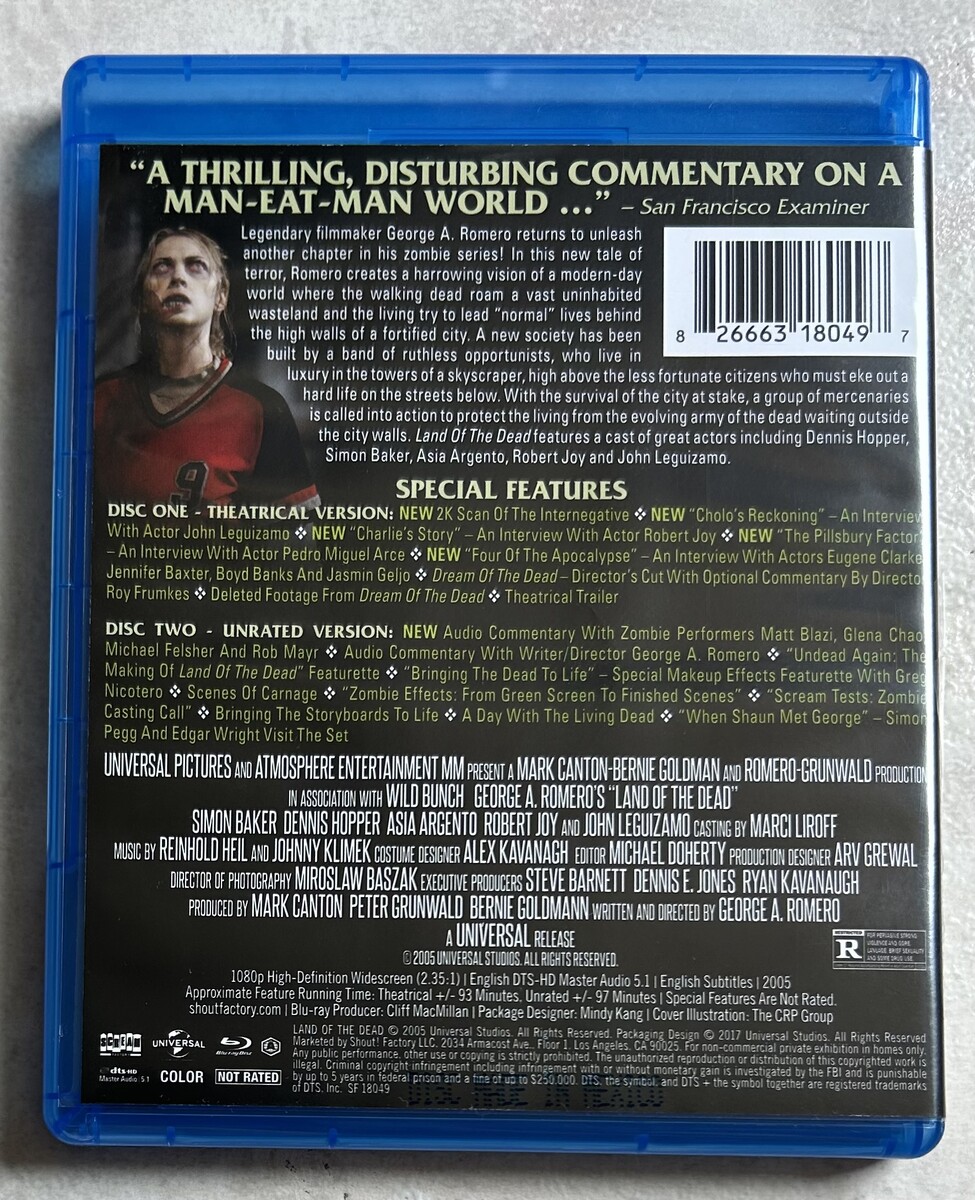 “A THRILLING, DISTURBING COMMENTARY ON A
MAN-EAT-MAN WORLD ...” – San Francisco Examiner
Legendary filmmaker George A. Romero returns to unleash
another chapter in his zombie series! In this new tale of
terror, Romero creates a harrowing vision of a modern-day
world where the walking dead roam a vast uninhabited
wasteland and the living try to lead “normal” lives behind
the high walls of a fortified city. A new society has been
built by a band of ruthless opportunists, who live in
luxury in the towers of a skyscraper, high above the less fortunate citizens who must eke out a
hard life on the streets below. With the survival of the city at stake, a group of mercenaries
is called into action to protect the living from the evolving army of the dead waiting outside
the city walls. Land Of The Dead features a cast of great actors including Dennis Hopper,
Simon Baker, Asia Argento, Robert Joy and John Leguizamo.
8 26663 18049 7
9
SPECIAL FEATURES
DISC ONE - THEATRICAL VERSION: NEW 2K Scan Of The Internegative ❖ NEW “Cholo’s Reckoning” – An Interview
With Actor John Leguizamo ❖ NEW “Charlie’s Story” – An Interview With Actor Robert Joy ❖ NEW “The Pillsbury Factor”
– An Interview With Actor Pedro Miguel Arce ❖ NEW “Four Of The Apocalypse” – An Interview With Actors Eugene Clarke
Jennifer Baxter, Boyd Banks And Jasmin Geljo ❖ Dream Of The Dead – Director’s Cut With Optional Commentary By Director
Roy Frumkes ❖ Deleted Footage From Dream Of The Dead ❖ Theatrical Trailer
DISC TWO - UNRATED VERSION: NEW Audio Commentary With Zombie Performers Matt Blazi, Glena Chao
Michael Felsher And Rob Mayr ❖ Audio Commentary With Writer/Director George A. Romero ❖ “Undead Again: The
Making Of Land Of The Dead” Featurette ❖ “Bringing The Dead To Life” – Special Makeup Effects Featurette With Greg
Nicotero ❖ Scenes Of Carnage ❖ “Zombie Effects: From Green Screen To Finished Scenes” ❖ “Scream Tests: Zombie
Casting Call” ❖ Bringing The Storyboards To Life ❖ A Day With The Living Dead ❖ “When Shaun Met George” – Simon
Pegg And Edgar Wright Visit The Set
UNIVERSAL PICTURES AND ATMOSPHERE ENTERTAINMENT MM PRESENT A MARK CANTON-BERNIE GOLDMAN AND ROMERO-GRUNWALD PRODUCTION
IN ASSOCIATION WITH WILD BUNCH GEORGE A. ROMERO’S “LAND OF THE DEAD”
SIMON BAKER DENNIS HOPPER ASIA ARGENTO ROBERT JOY AND JOHN LEGUIZAMO CASTING BY MARCI LIROFF
MUSIC BY REINHOLD HEIL AND JOHNNY KLIMEK COSTUME DESIGNER ALEX KAVANAGH EDITOR MICHAEL DOHERTY PRODUCTION DESIGNER ARV GREWAL
DIRECTOR OF PHOTOGRAPHY MIROSLAW BASZAK EXECUTIVE PRODUCERS STEVE BARNETT DENNIS E. JONES RYAN KAVANAUGH
PRODUCED BY MARK CANTON PETER GRUNWALD BERNIE GOLDMANN WRITTEN AND DIRECTED BY GEORGE A. ROMERO
A UNIVERSAL RELEASE
© 2005 UNIVERSAL STUDIOS. ALL RIGHTS RESERVED.
RESTRICTED
R
FOR PERVASIVE STRONG
VIOLENCE AND GORE,
LANGUAGE, BRIEF SEXUALITY
AND SOME DRUG USE.
1080p High-Definition Widescreen (2.35:1) | English DTS-HD Master Audio 5.1 | English Subtitles | 2005
Approximate Feature Running Time: Theatrical +/- 93 Minutes, Unrated +/- 97 Minutes | Special Features Are Not Rated.
shoutfactory.com | Blu-ray Producer: Cliff MacMillan | Package Designer: Mindy Kang | Cover Illustration: The CRP Group
SCREAM FACTORY
UNIVERSAL
Blu-ray Disc
dts-HD
Master Audio 5.1
COLOR
NOT RATED
LAND OF THE DEAD © 2005 Universal Studios. All Rights Reserved. Packaging Design © 2017 Universal Studios. All Rights Reserved.
Marketed by Shout! Factory LLC, 2034 Armacost Ave., Floor 1, Los Angeles, CA 90025. For non-commercial private exhibition in homes only.
Any public performance, other use or copying is strictly prohibited. The unauthorized reproduction or distribution of this copyrighted work is
illegal. Criminal copyright infringement including infringement with or without monetary gain is investigated by the FBI and is punishable
by up to 5 years in federal prison and a fine of up to $250,000. DTS, the symbol, and DTS + the symbol together are registered trademarks
of DTS, Inc. SF 18049
DISC MADE IN MEXICO